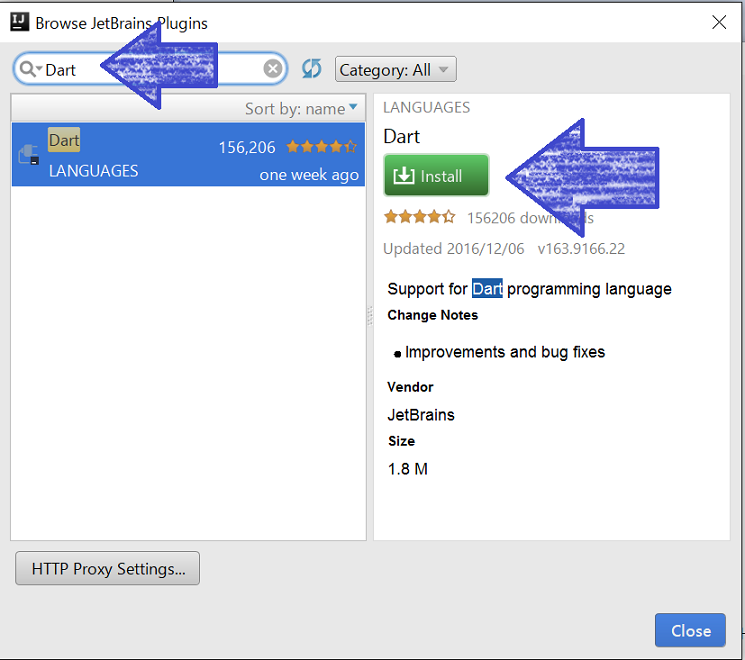 IJ
Browse JetBrains Plugins
Dart
Category: All
Sort by: name
Dart
156,206
LANGUAGES
one week ago
LANGUAGES
Dart
Install
156206 downloads
Updated 2016/12/06 v163.9166.22
Support for Dart programming language
Change Notes
Improvements and bug fixes
Vendor
JetBrains
Size
1.8 M
HTTP Proxy Settings...
Close